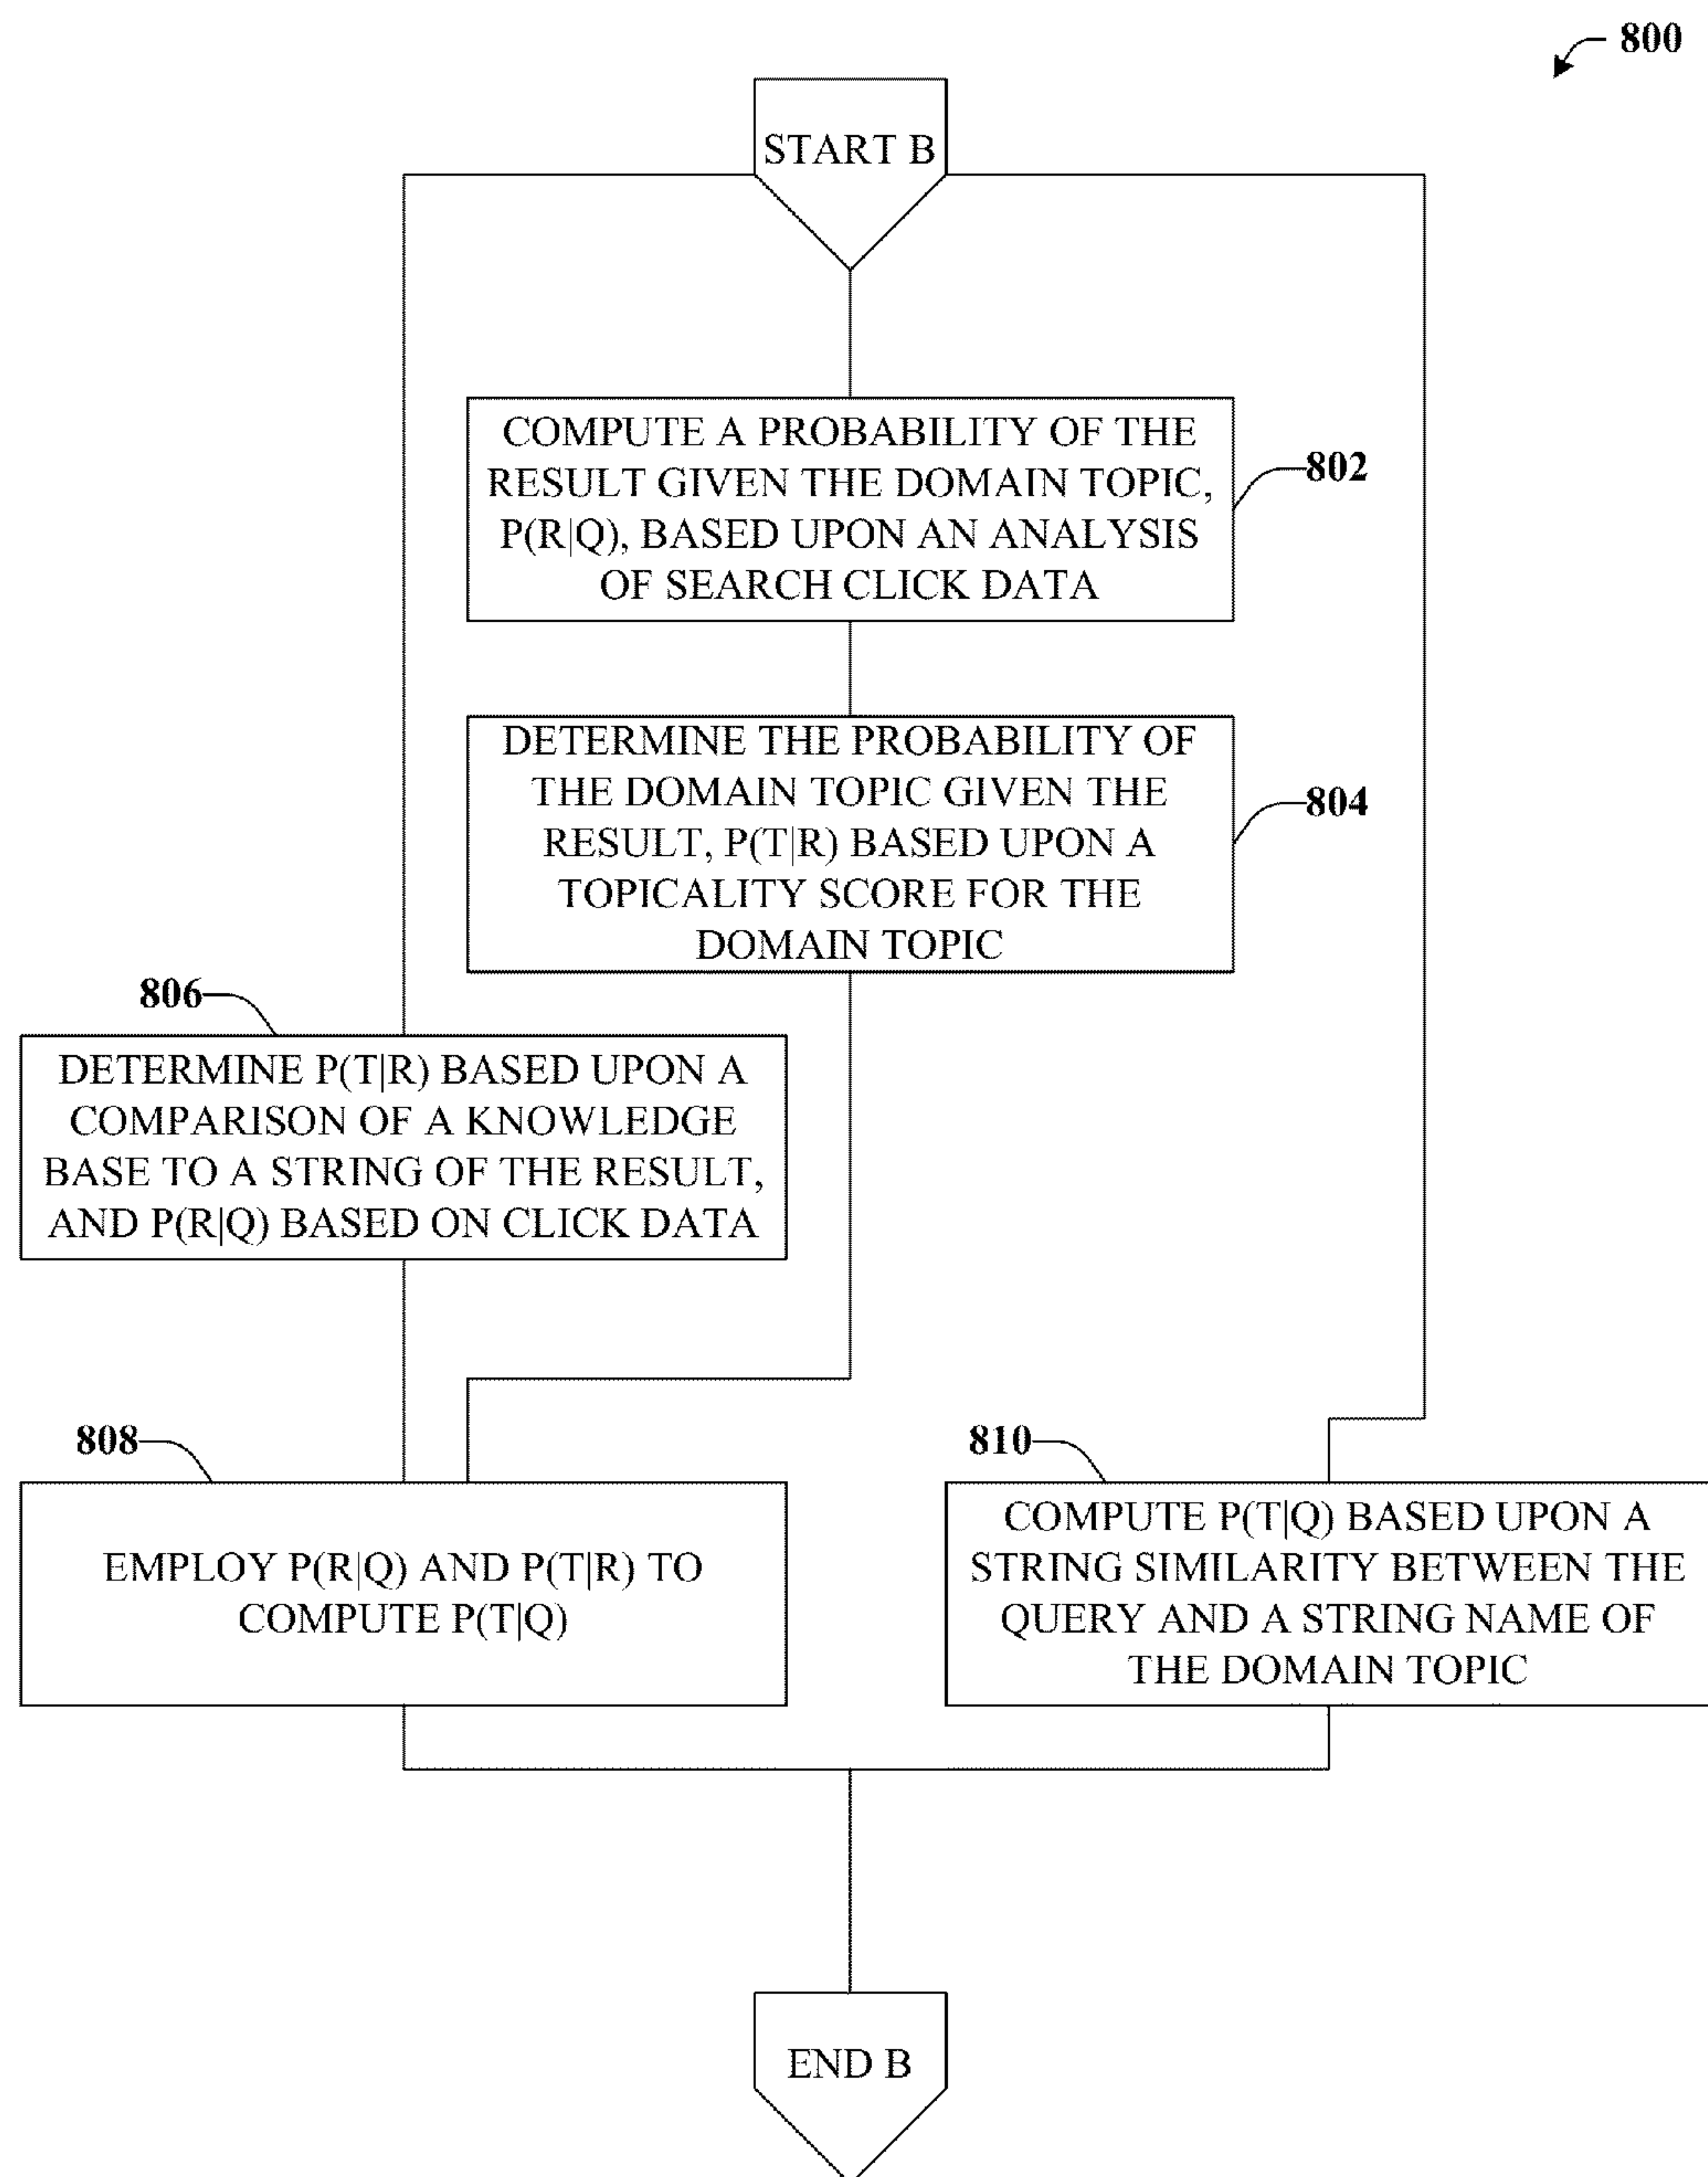 800
START B
COMPUTE A PROBABILITY OF THE
RESULT GIVEN THE DOMAIN TOPIC,
P(R|Q), BASED UPON AN ANALYSIS
OF SEARCH CLICK DATA
802
DETERMINE THE PROBABILITY OF
THE DOMAIN TOPIC GIVEN THE
RESULT, P(T|R) BASED UPON A
TOPICALITY SCORE FOR THE
DOMAIN TOPIC
804
806
DETERMINE P(T|R) BASED UPON A
COMPARISON OF A KNOWLEDGE
BASE TO A STRING OF THE RESULT,
AND P(R|Q) BASED ON CLICK DATA
808
EMPLOY P(R|Q) AND P(T|R) TO
COMPUTE P(T|Q)
810
COMPUTE P(T|Q) BASED UPON A
STRING SIMILARITY BETWEEN THE
QUERY AND A STRING NAME OF
THE DOMAIN TOPIC
END B